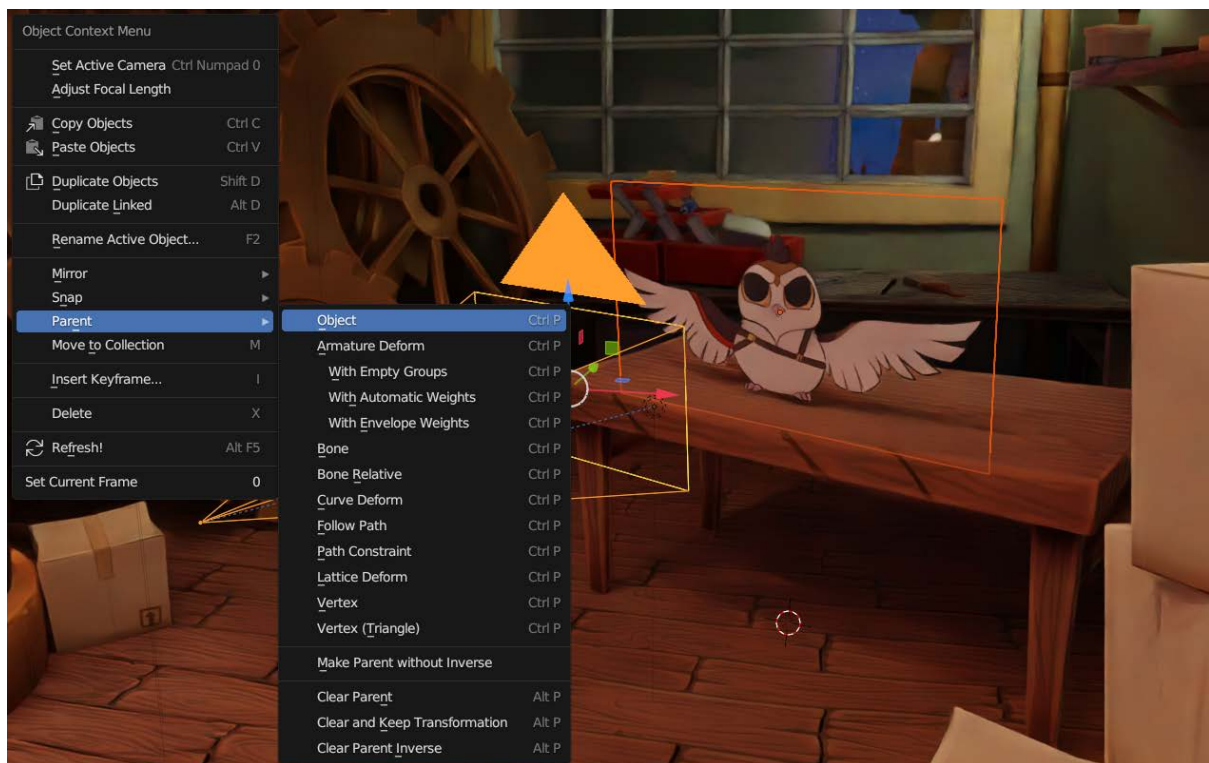 Object Context Menu
Set Active Camera Ctrl Numpad 0
Adjust Focal Length
Copy Objects Ctrl C
Paste Objects Ctrl V
Duplicate Objects Shift D
Duplicate Linked Alt D
Rename Active Object... F2
Mirror
Snap
Parent
Move to Collection M
Insert Keyframe... I
Delete X
Refresh! Alt F5
Set Current Frame 0
Object Ctrl P
Armature Deform Ctrl P
With Empty Groups Ctrl P
With Automatic Weights Ctrl P
With Envelope Weights Ctrl P
Bone Ctrl P
Bone Relative Ctrl P
Curve Deform Ctrl P
Follow Path Ctrl P
Path Constraint Ctrl P
Lattice Deform Ctrl P
Vertex Ctrl P
Vertex (Triangle) Ctrl P
Make Parent without Inverse
Clear Parent Alt P
Clear and Keep Transformation Alt P
Clear Parent Inverse Alt P